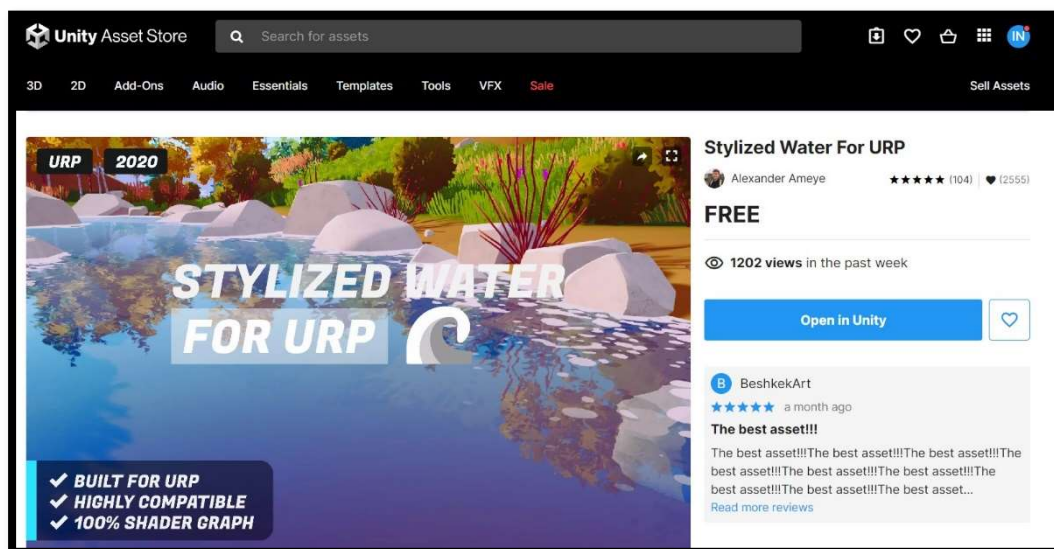 Unity Asset Store
Search for assets
IN
3D 2D Add-Ons Audio Essentials Templates Tools VFX Sale Sell Assets
URP 2020
STYLIZED WATER
FOR URP
✓ BUILT FOR URP
✓ HIGHLY COMPATIBLE
✓ 100% SHADER GRAPH
Stylized Water For URP
Alexander Ameye ★★★★★ (104) | ♥ (2555)
FREE
1202 views in the past week
Open in Unity
B BeshkekArt
★★★★★ a month ago
The best asset!!!
The best asset!!!The best asset!!!The best asset!!!The
best asset!!!The best asset!!!The best asset!!!The
best asset!!!The best asset!!!The best asset...
Read more reviews